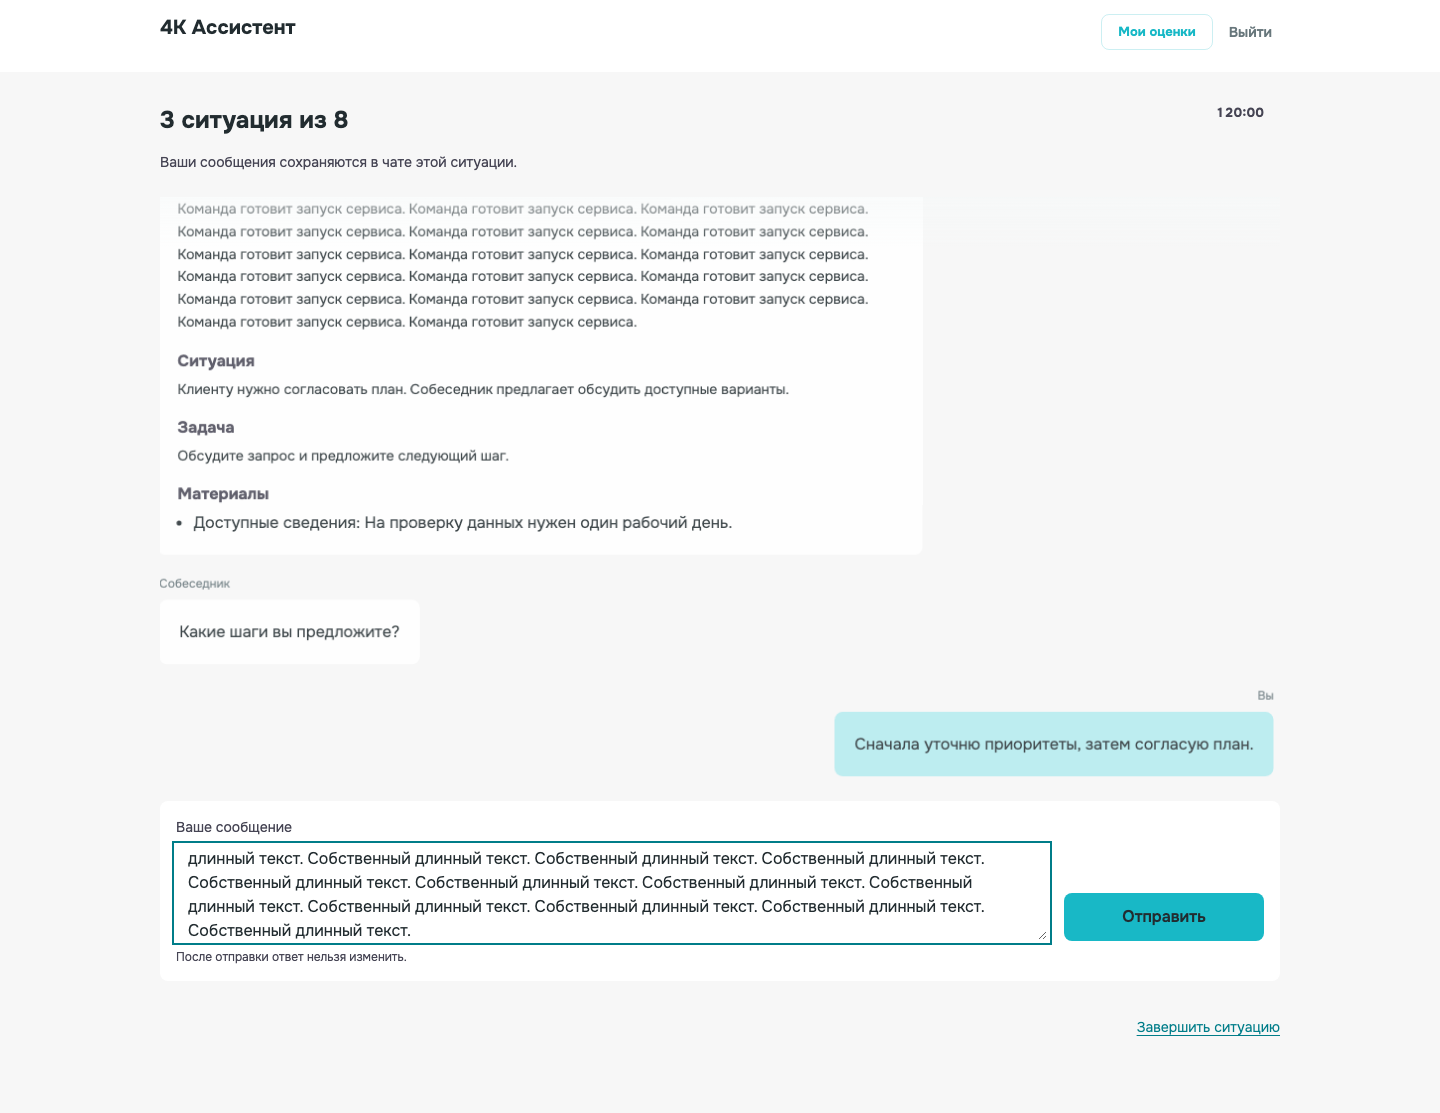 4К Ассистент
Мои оценки
Выйти
3 ситуация из 8
1 20:00
Ваши сообщения сохраняются в чате этой ситуации.
Команда готовит запуск сервиса. Команда готовит запуск сервиса. Команда готовит запуск сервиса.
Команда готовит запуск сервиса. Команда готовит запуск сервиса. Команда готовит запуск сервиса.
Команда готовит запуск сервиса. Команда готовит запуск сервиса. Команда готовит запуск сервиса.
Команда готовит запуск сервиса. Команда готовит запуск сервиса. Команда готовит запуск сервиса.
Команда готовит запуск сервиса. Команда готовит запуск сервиса. Команда готовит запуск сервиса.
Команда готовит запуск сервиса. Команда готовит запуск сервиса.
Ситуация
Клиенту нужно согласовать план. Собеседник предлагает обсудить доступные варианты.
Задача
Обсудите запрос и предложите следующий шаг.
Материалы
• Доступные сведения: На проверку данных нужен один рабочий день.
Собеседник
Какие шаги вы предложите?
Вы
Сначала уточню приоритеты, затем согласую план.
Ваше сообщение
длинный текст. Собственный длинный текст. Собственный длинный текст. Собственный длинный текст.
Собственный длинный текст. Собственный длинный текст. Собственный длинный текст. Собственный
длинный текст. Собственный длинный текст. Собственный длинный текст. Собственный длинный текст.
Собственный длинный текст.
Отправить
После отправки ответ нельзя изменить.
Завершить ситуацию